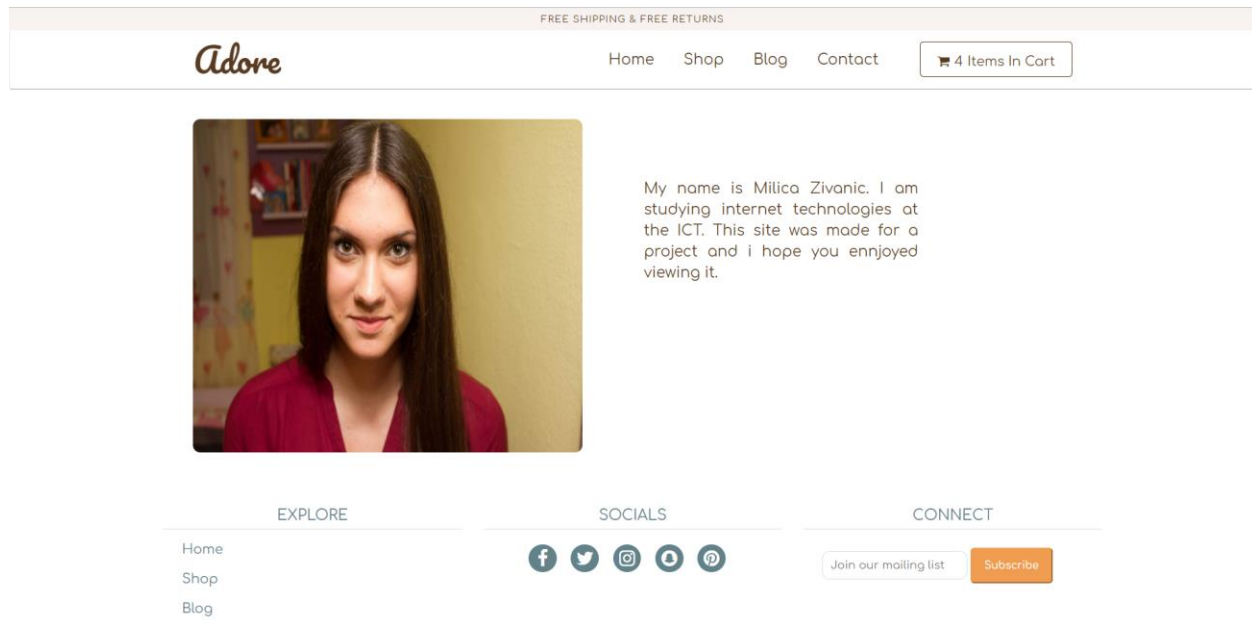 FREE SHIPPING & FREE RETURNS
Adore
Home Shop Blog Contact 4 Items In Cart
My name is Milica Zivanic. I am
studying internet technologies at
the ICT. This site was made for a
project and i hope you ennjoyed
viewing it.
EXPLORE SOCIALS CONNECT
Home
Join our mailing list Subscribe
Shop
Blog